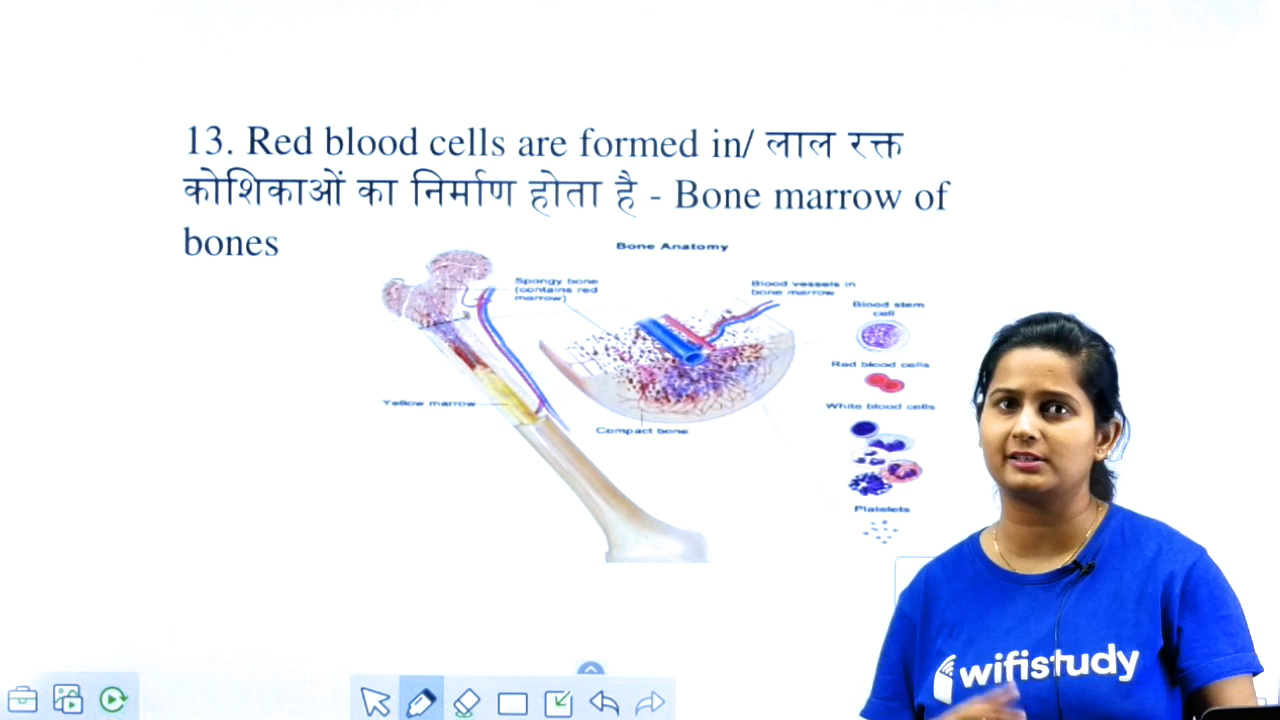 13. Red blood cells are formed in/ लाल रक्त
कोशिकाओं का निर्माण होता है - Bone marrow of
bones
Bone Anatomy
Spongy bone
(contains red
marrow)
Blood vessels in
bone marrow
Blood stem
cell
Red blood cells
Yellow marrow
White blood cells
Compact bone
Platelets
wifistudy